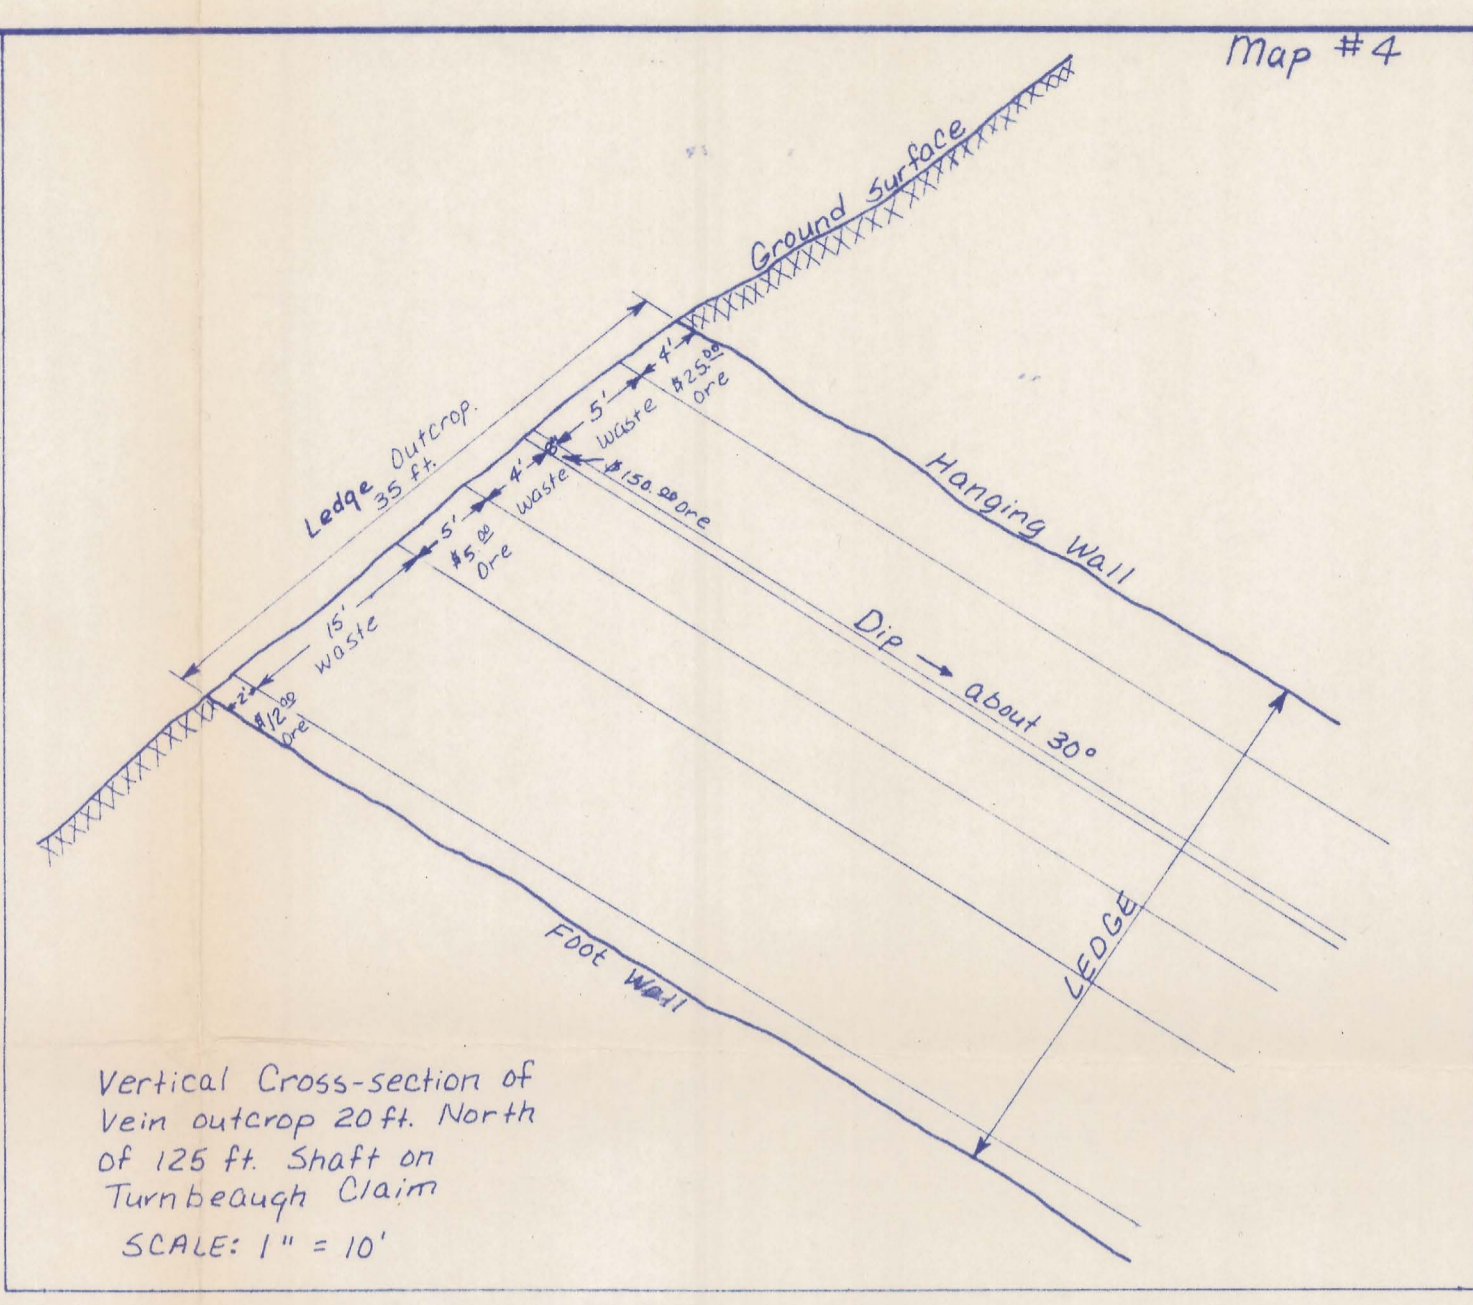 Map #4
Ground Surface
Ledge Outcrop.
35 ft.
4'
$25.00
Ore
5'
Waste
$150.00 ore
4'
Waste
5'
$5.00
Ore
15'
Waste
2'
$12.00
Ore
Hanging Wall
Dip → about 30°
LEDGE
Foot Wall
Vertical Cross-section of
Vein outcrop 20 ft. North
of 125 ft. Shaft on
Turnbeaugh Claim
SCALE: 1" = 10'